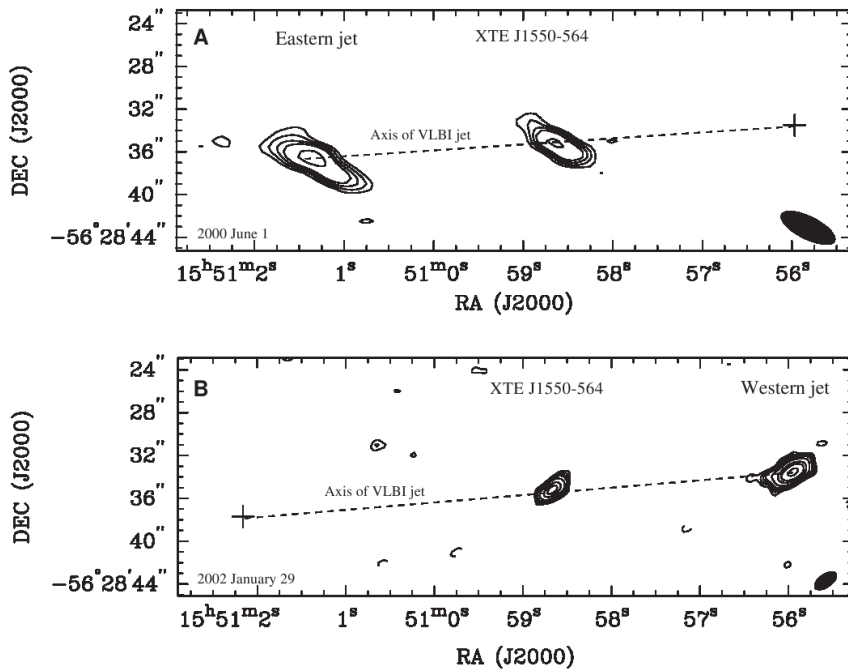 A
Eastern jet
XTE J1550-564
24"
28"
32"
36"
40"
−56°28'44"
DEC (J2000)
Axis of VLBI jet
2000 June 1
15ʰ51ᵐ2ˢ
1ˢ
51ᵐ0ˢ
59ˢ
58ˢ
57ˢ
56ˢ
RA (J2000)
B
XTE J1550-564
Western jet
24"
28"
32"
36"
40"
−56°28'44"
DEC (J2000)
Axis of VLBI jet
2002 January 29
15ʰ51ᵐ2ˢ
1ˢ
51ᵐ0ˢ
59ˢ
58ˢ
57ˢ
56ˢ
RA (J2000)